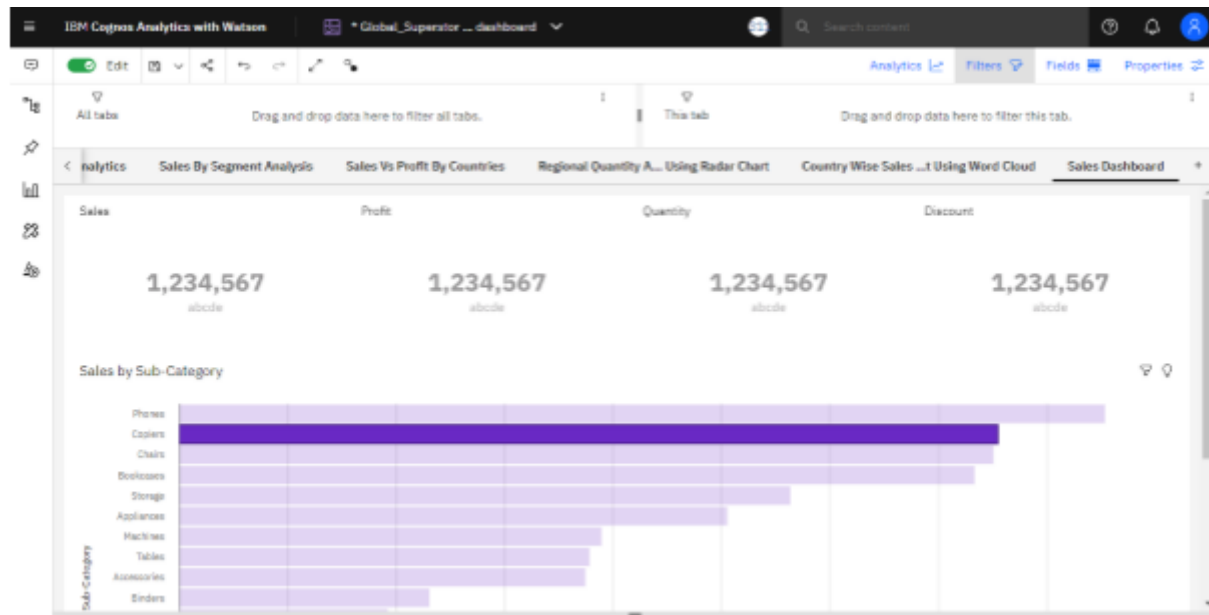 IBM Cognos Analytics with Watson
* Global_Superstor ... dashboard
Search content
Edit
Analytics
Filters
Fields
Properties
All tabs
Drag and drop data here to filter all tabs.
This tab
Drag and drop data here to filter this tab.
nalytics
Sales By Segment Analysis
Sales Vs Profit By Countries
Regional Quantity A... Using Radar Chart
Country Wise Sales ...t Using Word Cloud
Sales Dashboard
Sales
Profit
Quantity
Discount
1,234,567
1,234,567
1,234,567
1,234,567
abcde
abcde
abcde
abcde
Sales by Sub-Category
Phones
Copiers
Chairs
Bookcases
Storage
Appliances
Machines
Tables
Accessories
Binders
Sub-Category